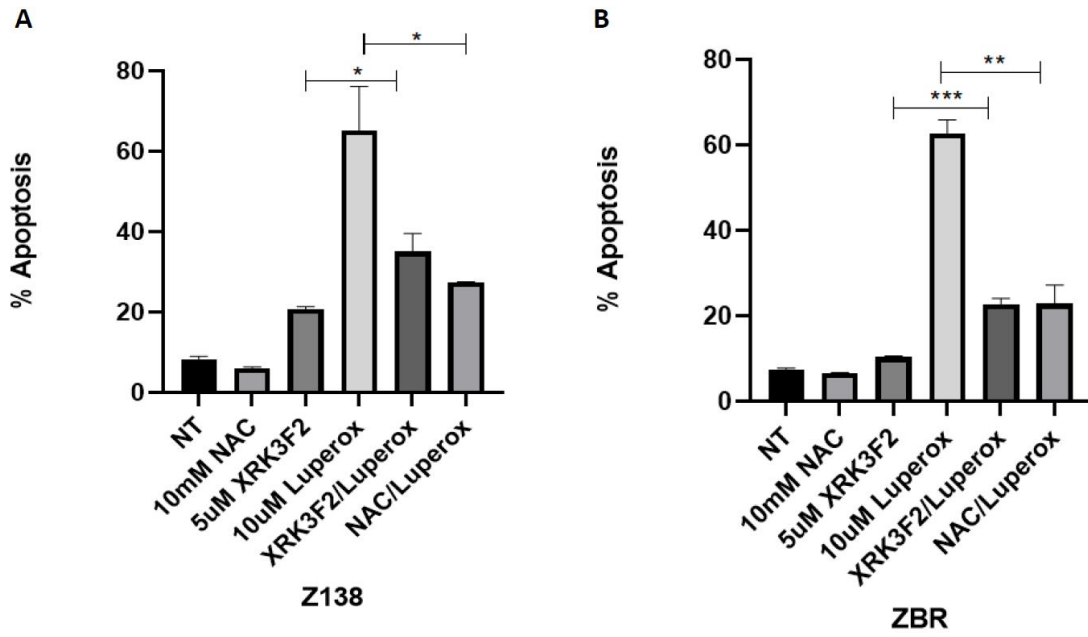 A
% Apoptosis
80
60
40
20
0
*
*
NT
10mM NAC
5uM XRK3F2
10uM Luperox
XRK3F2/Luperox
NAC/Luperox
Z138
B
% Apoptosis
80
60
40
20
0
**
***
NT
10mM NAC
5uM XRK3F2
10uM Luperox
XRK3F2/Luperox
NAC/Luperox
ZBR